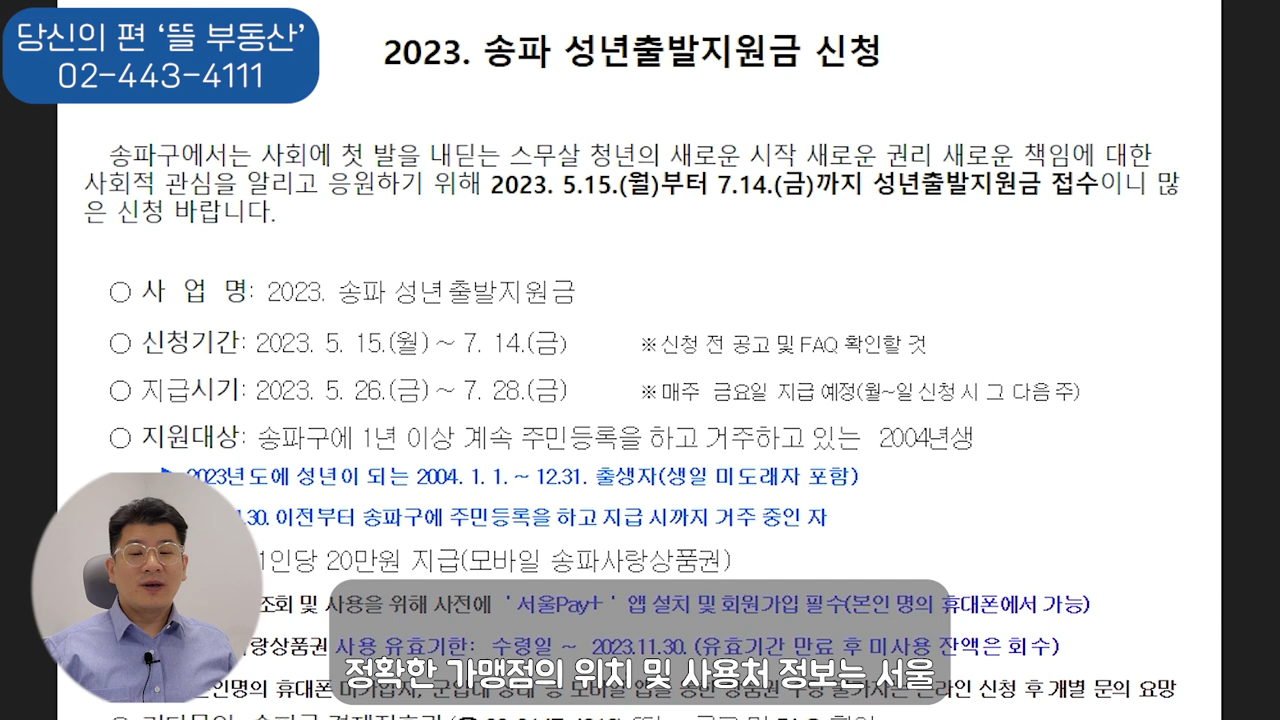 당신의 편 ‘뜰 부동산’
02-443-4111
2023. 송파 성년출발지원금 신청
송파구에서는 사회에 첫 발을 내딛는 스무살 청년의 새로운 시작 새로운 권리 새로운 책임에 대한
사회적 관심을 알리고 응원하기 위해 2023. 5.15.(월)부터 7.14.(금)까지 성년출발지원금 접수이니 많
은 신청 바랍니다.
○ 사 업 명: 2023. 송파 성년출발지원금
○ 신청기간: 2023. 5. 15.(월) ~ 7. 14.(금) ※ 신청 전 공고 및 FAQ 확인할 것
○ 지급시기: 2023. 5. 26.(금) ~ 7. 28.(금) ※ 매주 금요일 지급 예정(월~일 신청 시 그 다음 주)
○ 지원대상: 송파구에 1년 이상 계속 주민등록을 하고 거주하고 있는 2004년생
▶ 2023년도에 성년이 되는 2004. 1. 1. ~ 12.31. 출생자(생일 미도래자 포함)
.30. 이전부터 송파구에 주민등록을 하고 지급 시까지 거주 중인 자
1인당 20만원 지급(모바일 송파사랑상품권)
조회 및 사용을 위해 사전에 '서울Pay+' 앱 설치 및 회원가입 필수(본인 명의 휴대폰에서 가능)
랑상품권 사용 유효기한: 수령일 ~ 2023.11.30. (유효기간 만료 후 미사용 잔액은 회수)
정확한 가맹점의 위치 및 사용처 정보는 서울
본인명의 휴대폰 온라인 신청 후 개별 문의 요망